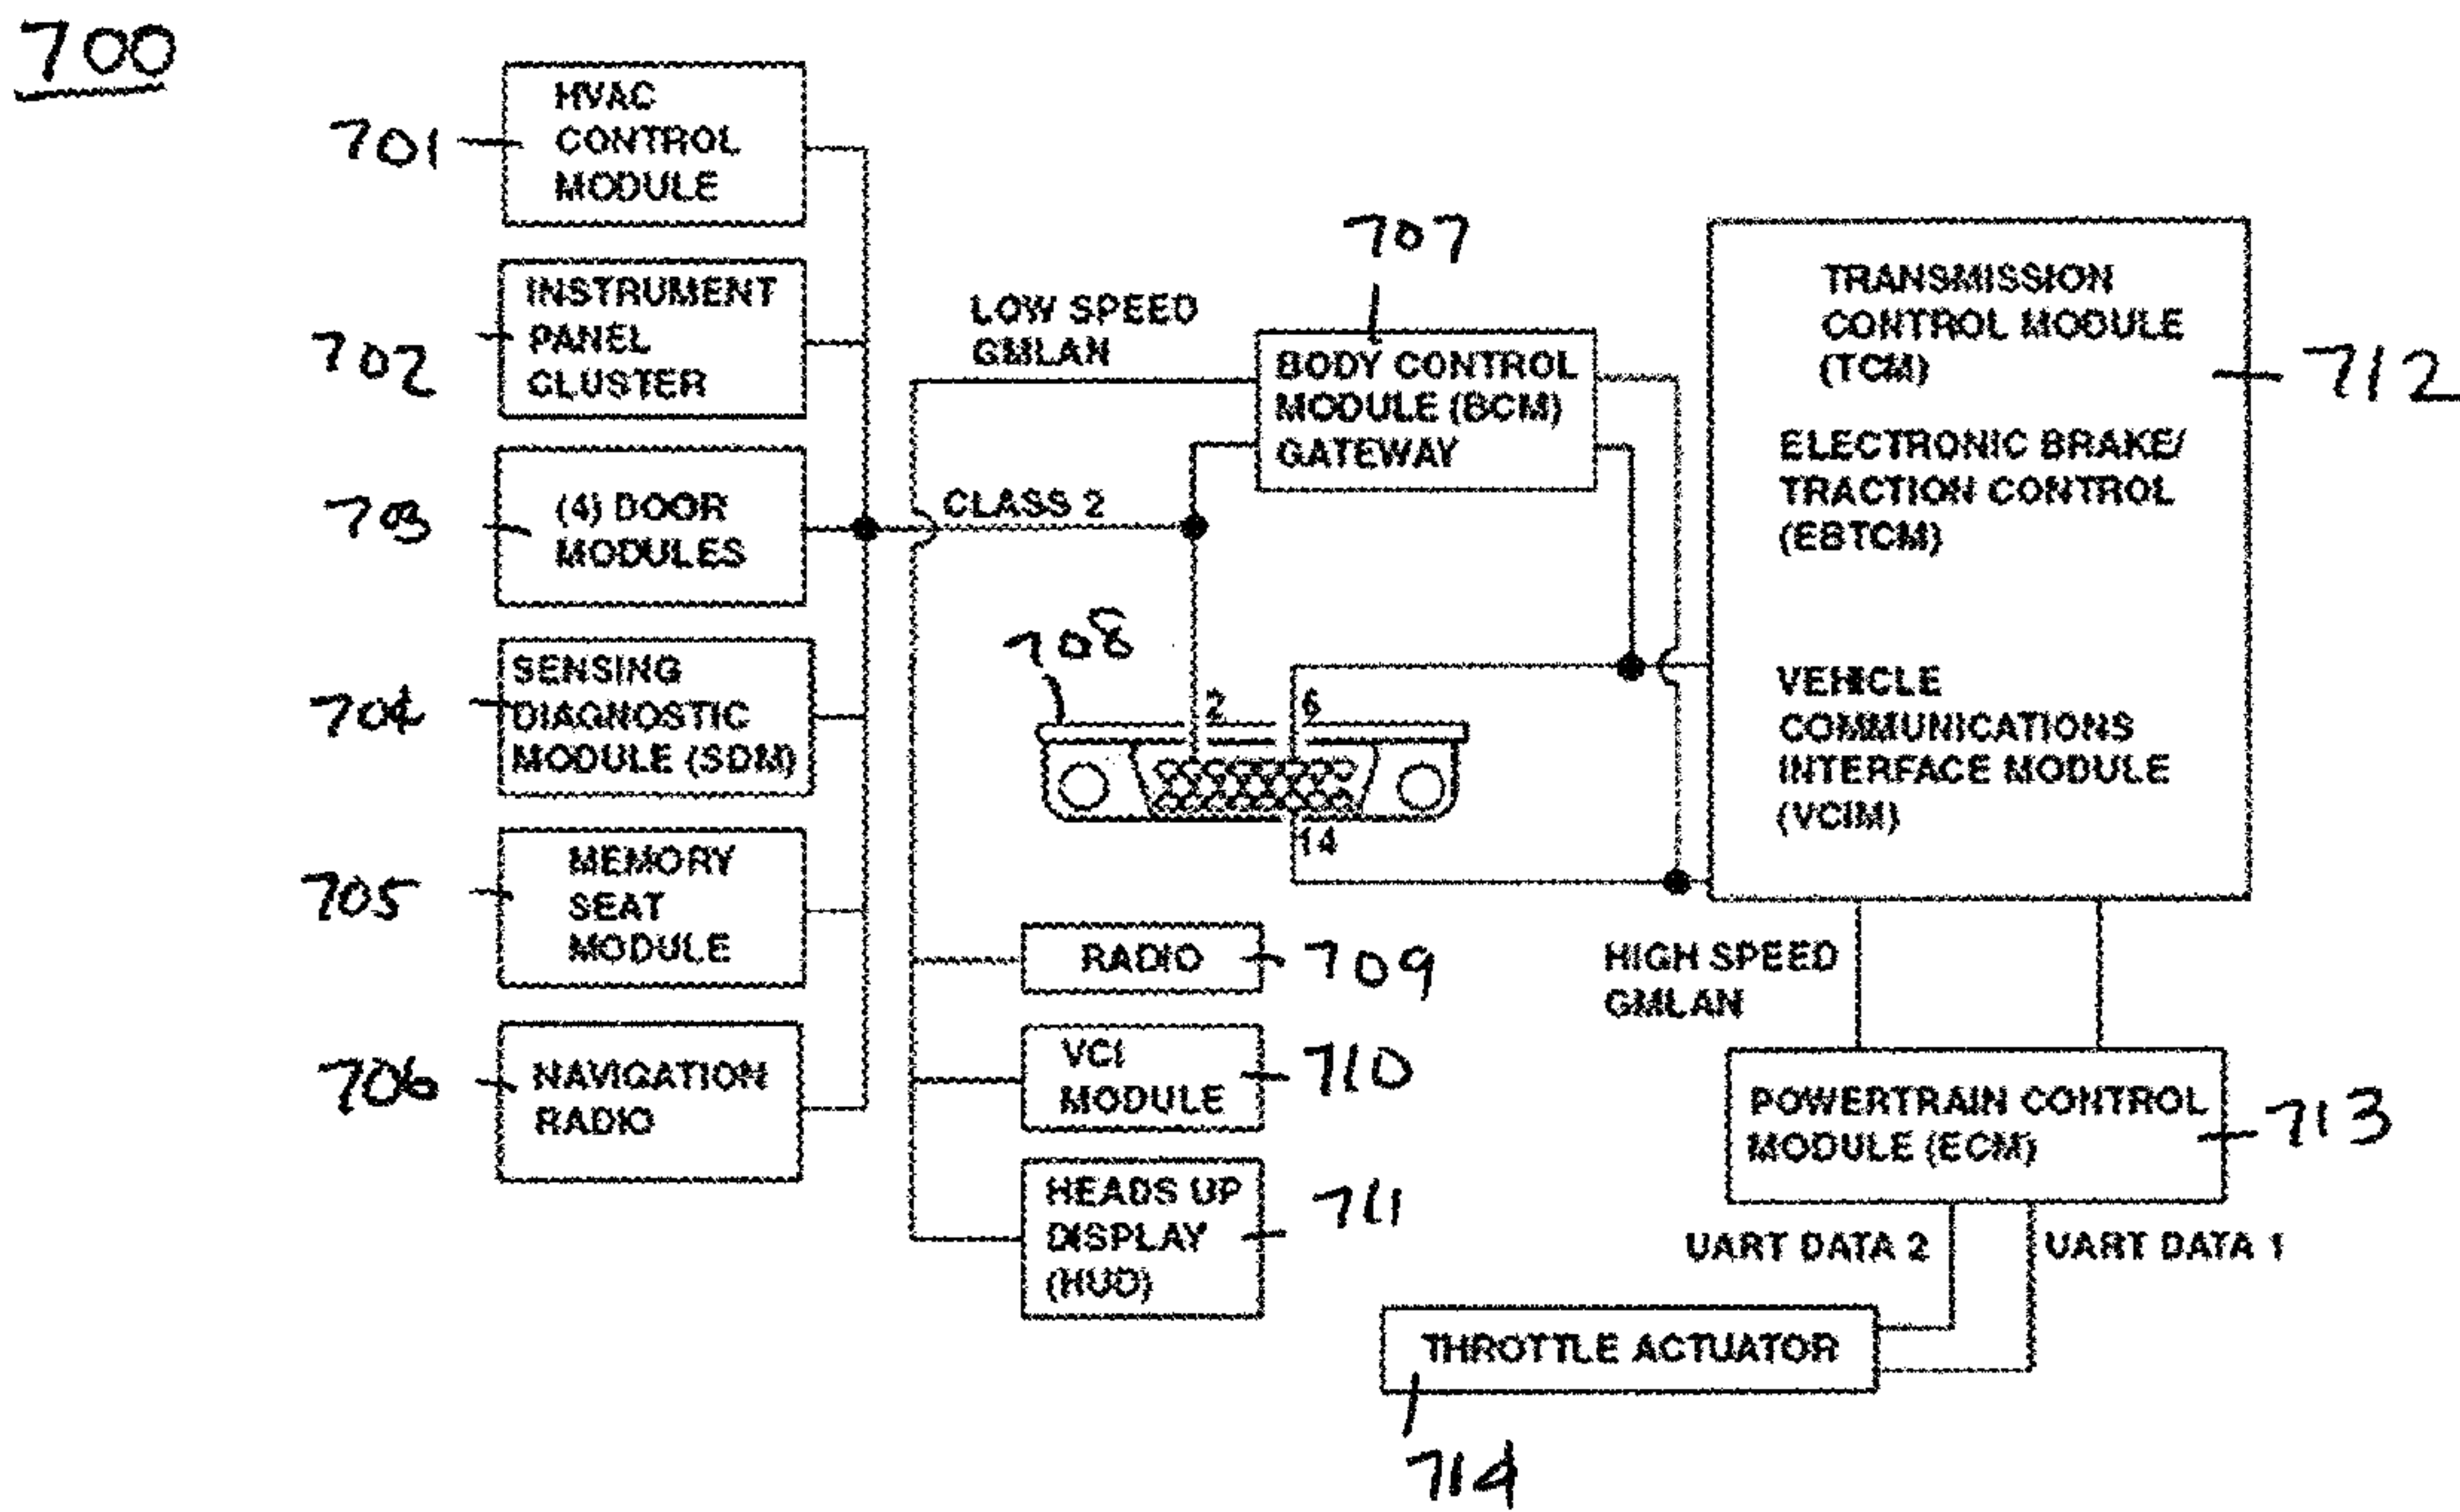 700
701
HVAC
CONTROL
MODULE
702
INSTRUMENT
PANEL
CLUSTER
703
(4) DOOR
MODULES
704
SENSING
DIAGNOSTIC
MODULE (SDM)
705
MEMORY
SEAT
MODULE
706
NAVIGATION
RADIO
LOW SPEED
GMLAN
CLASS 2
707
BODY CONTROL
MODULE (BCM)
GATEWAY
708
2
6
14
RADIO
709
VCI
MODULE
710
HEADS UP
DISPLAY
(HUD)
711
TRANSMISSION
CONTROL MODULE
(TCM)
712
ELECTRONIC BRAKE/
TRACTION CONTROL
(EBTCM)
VEHICLE
COMMUNICATIONS
INTERFACE MODULE
(VCIM)
HIGH SPEED
GMLAN
POWERTRAIN CONTROL
MODULE (ECM)
713
UART DATA 2
UART DATA 1
THROTTLE ACTUATOR
714